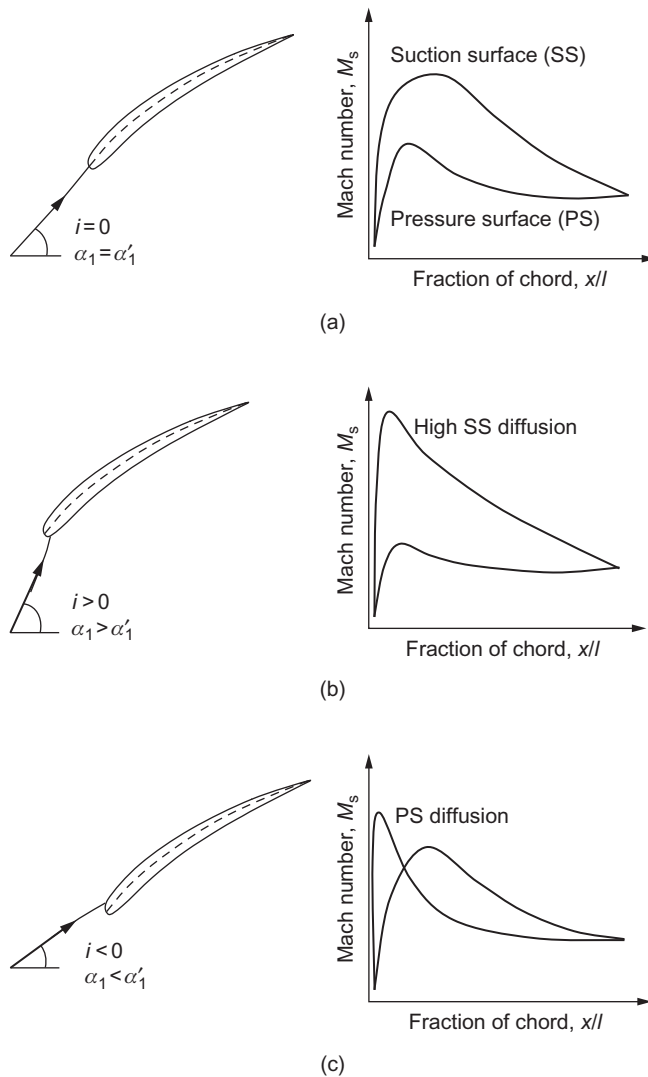 Mach number, Mₛ
Suction surface (SS)
Pressure surface (PS)
i = 0
α₁ = α′₁
Fraction of chord, x/l
(a)
Mach number, Mₛ
High SS diffusion
i > 0
α₁ > α′₁
Fraction of chord, x/l
(b)
Mach number, Mₛ
PS diffusion
i < 0
α₁ < α′₁
Fraction of chord, x/l
(c)